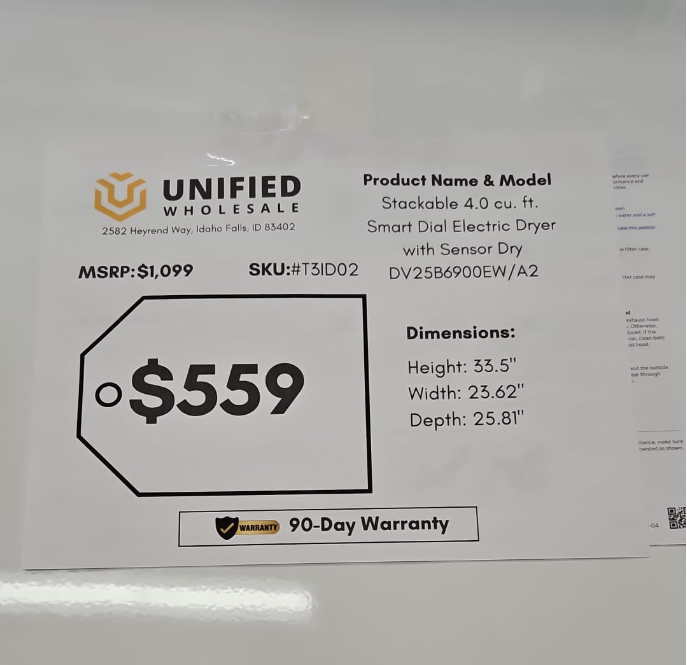 UNIFIED
WHOLESALE
2582 Heyrend Way, Idaho Falls, ID 83402
MSRP:$1,099 SKU:#T3ID02
$559
Product Name & Model
Stackable 4.0 cu. ft.
Smart Dial Electric Dryer
with Sensor Dry
DV25B6900EW/A2
Dimensions:
Height: 33.5"
Width: 23.62"
Depth: 25.81"
WARRANTY 90-Day Warranty